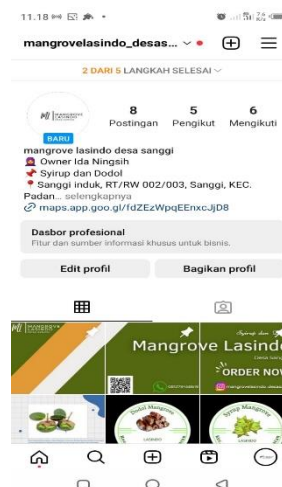 11.18
mangrovelasindo_desas...
2 DARI 5 LANGKAH SELESAI
8 5 6
Postingan Pengikut Mengikuti
BARU
mangrove lasindo desa sanggi
Owner Ida Ningsih
Syirup dan Dodol
Sanggi induk, RT/RW 002/003, Sanggi, KEC.
Padan... selengkapnya
maps.app.goo.gl/fdZEzWpqEEnxcJjD8
Dasbor profesional
Fitur dan sumber informasi khusus untuk bisnis.
Edit profil Bagikan profil
Mangrove Lasindo
ORDER NOW
Dodol Mangrove
Syrup Mangrove